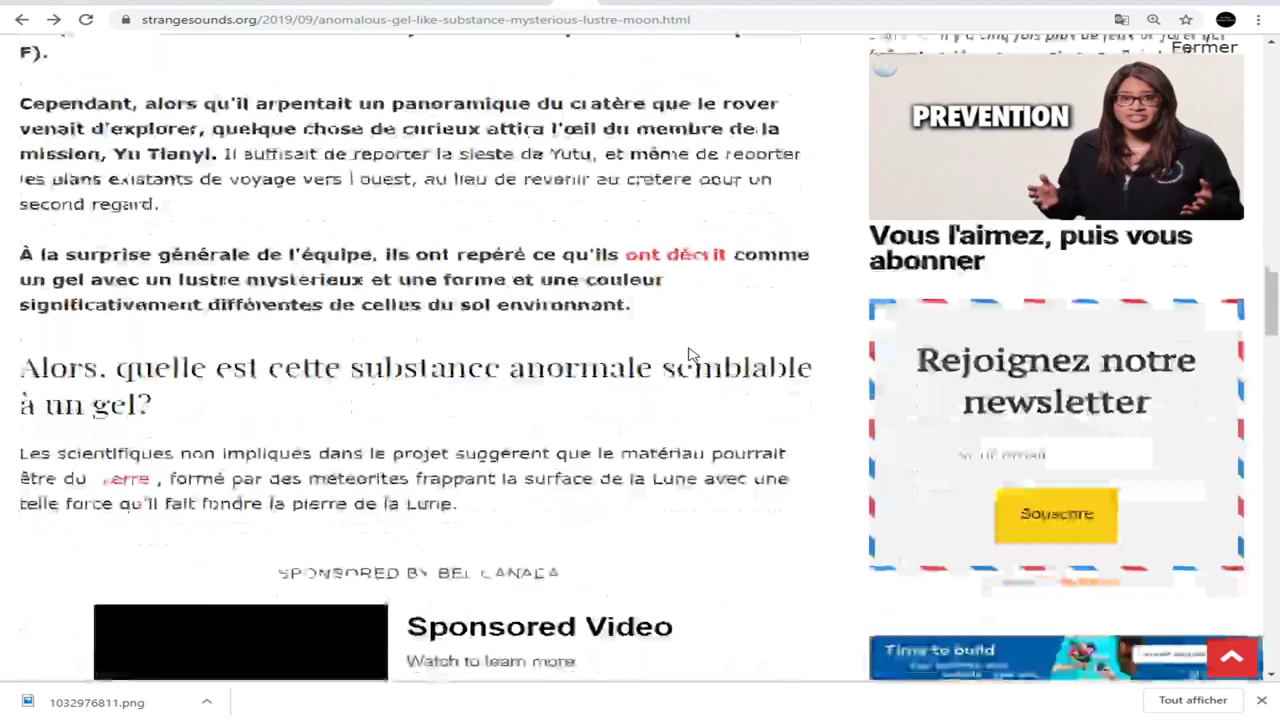 strangesounds.org/2019/09/anomalous-gel-like-substance-mysterious-lustre-moon.html
F).
Fermer
Cependant, alors qu'il arpentait un panoramique du cratère que le rover
venait d'explorer, quelque chose de curieux attira l'œil du membre de la
mission, Yu Tianyi. Il suffisait de reporter la sieste de Yutu, et même de reporter
les plans existants de voyage vers l'ouest, au lieu de revenir au cratère pour un
second regard.
À la surprise générale de l'équipe, ils ont repéré ce qu'ils ont décrit comme
un gel avec un lustre mystérieux et une forme et une couleur
significativement différentes de celles du sol environnant.
Alors, quelle est cette substance anormale semblable
à un gel?
Les scientifiques non impliqués dans le projet suggèrent que le matériau pourrait
être du verre , formé par des météorites frappant la surface de la Lune avec une
telle force qu'il fait fondre la pierre de la Lune.
SPONSORED BY BELL CANADA
Sponsored Video
Watch to learn more
PREVENTION
Vous l'aimez, puis vous
abonner
Rejoignez notre
newsletter
Souscrire
Time to build
1032976811.png
Tout afficher